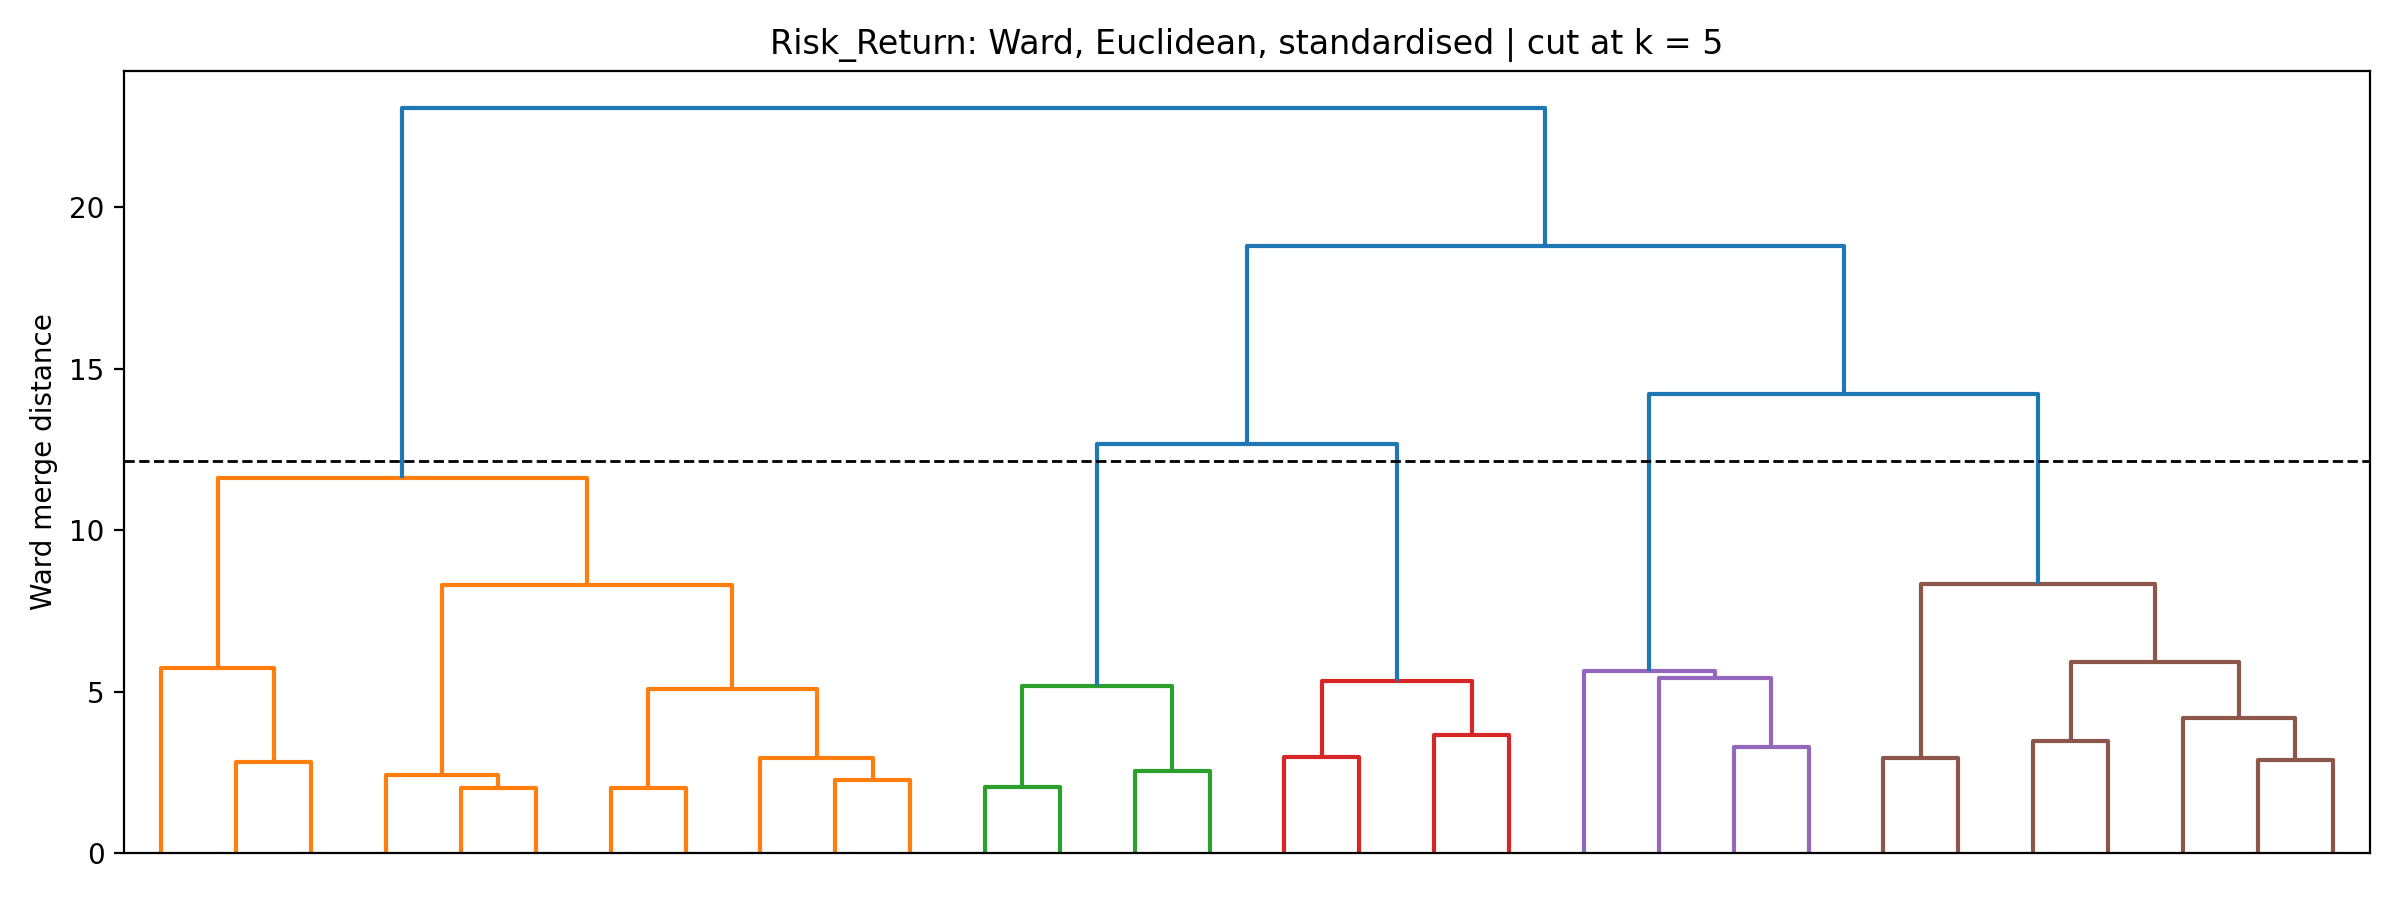 Risk_Return: Ward, Euclidean, standardised | cut at k = 5
Ward merge distance
20
15
10
5
0